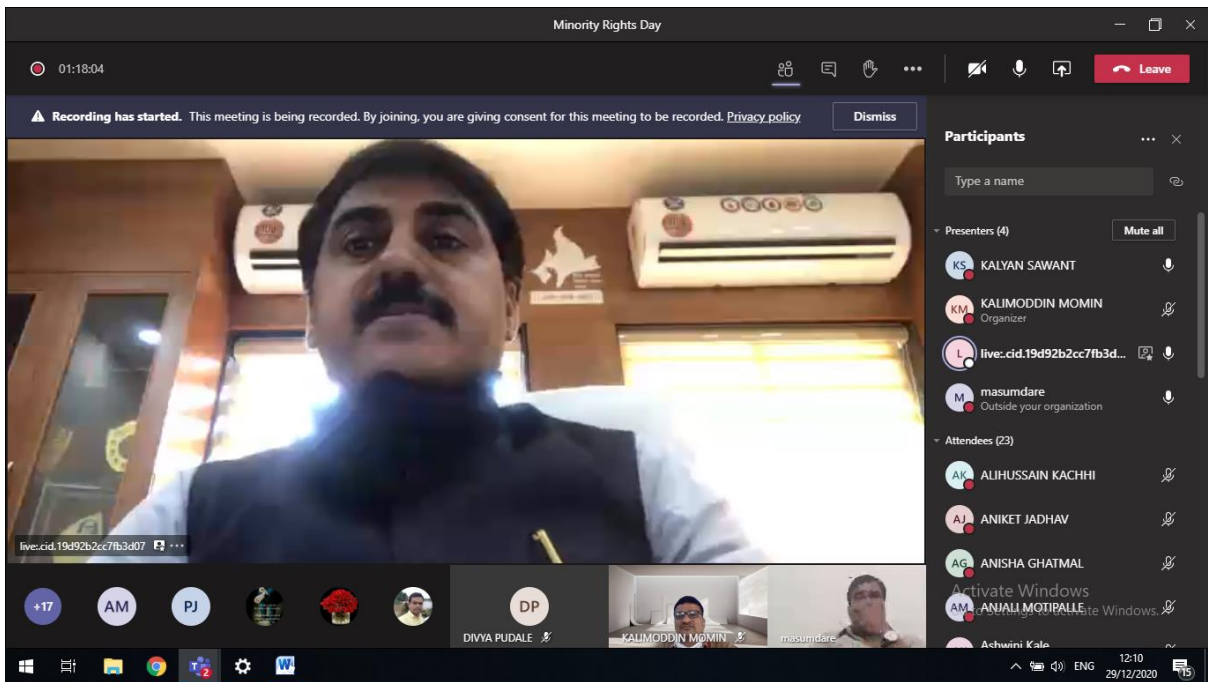 Minority Rights Day
01:18:04
Leave
Recording has started. This meeting is being recorded. By joining, you are giving consent for this meeting to be recorded. Privacy policy
Dismiss
Participants
Type a name
Presenters (4)
Mute all
KS
KALYAN SAWANT
KM
KALIMODDIN MOMIN
Organizer
L
live:.cid.19d92b2cc7fb3d...
M
masumdare
Outside your organization
Attendees (23)
AK
ALIHUSSAIN KACHHI
AJ
ANIKET JADHAV
AG
ANISHA GHATMAL
AM
ANJALI MOTIPALLE
Ashwini Kale
Activate Windows
Go to Settings to activate Windows.
live:.cid.19d92b2cc7fb3d07
+17
AM
PJ
DP
DIVYA PUDALE
KALIMODDIN MOMIN
masumdare
2
W
ENG
12:10
29/12/2020
15